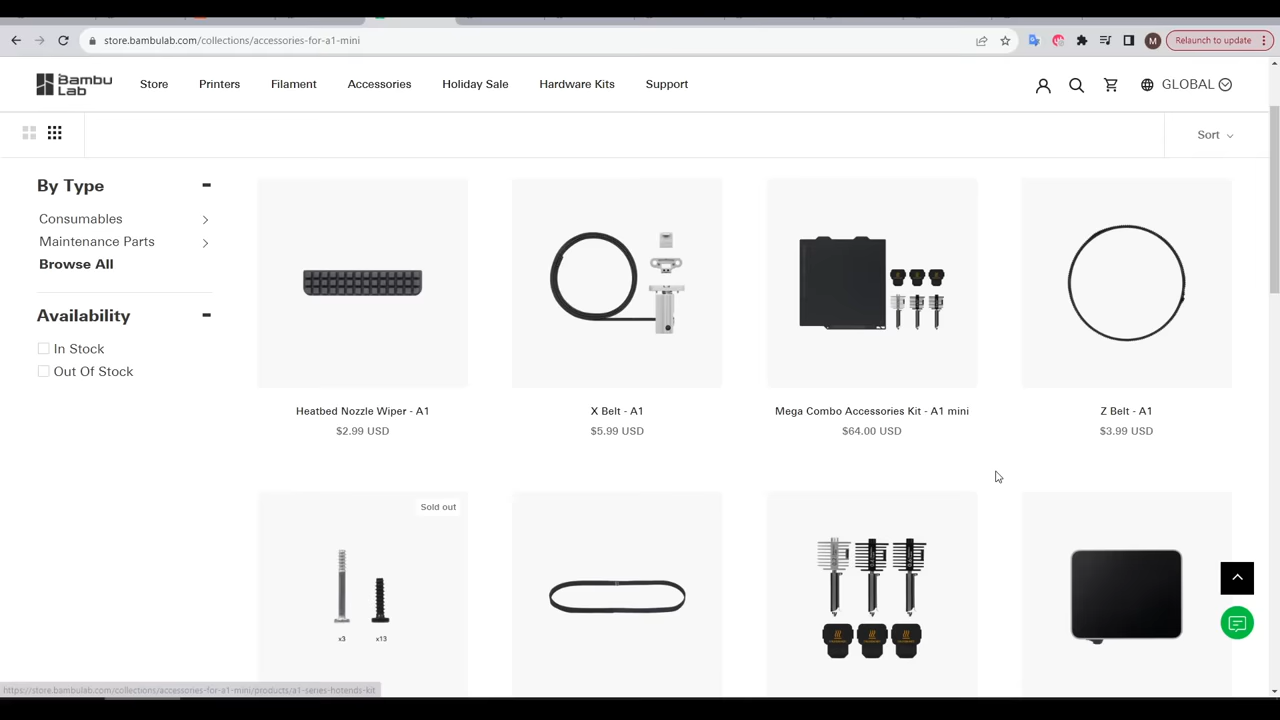 store.bambulab.com/collections/accessories-for-a1-mini
M
Relaunch to update
Bambu Lab
Store
Printers
Filament
Accessories
Holiday Sale
Hardware Kits
Support
GLOBAL
Sort
By Type
Consumables
Maintenance Parts
Browse All
Availability
In Stock
Out Of Stock
Heatbed Nozzle Wiper - A1
$2.99 USD
X Belt - A1
$5.99 USD
Mega Combo Accessories Kit - A1 mini
$64.00 USD
Z Belt - A1
$3.99 USD
Sold out
x3
x13
https://store.bambulab.com/collections/accessories-for-a1-mini/products/a1-series-hotends-kit